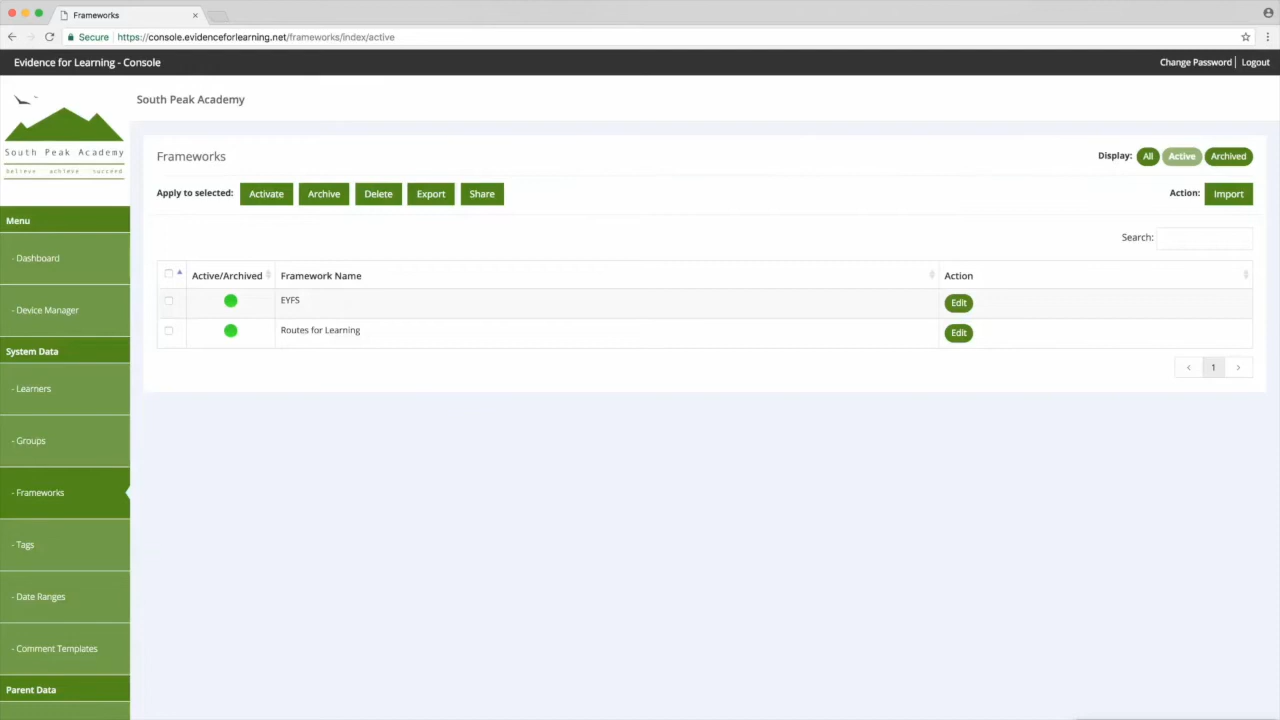 Frameworks
Secure https://console.evidenceforlearning.net/frameworks/index/active
Evidence for Learning - Console
Change Password | Logout
South Peak Academy
believe achieve succeed
South Peak Academy
Frameworks
Display: All Active Archived
Apply to selected: Activate Archive Delete Export Share
Action: Import
Search:
Active/Archived Framework Name Action
EYFS Edit
Routes for Learning Edit
< 1 >
Menu
- Dashboard
- Device Manager
System Data
- Learners
- Groups
- Frameworks
- Tags
- Date Ranges
- Comment Templates
Parent Data